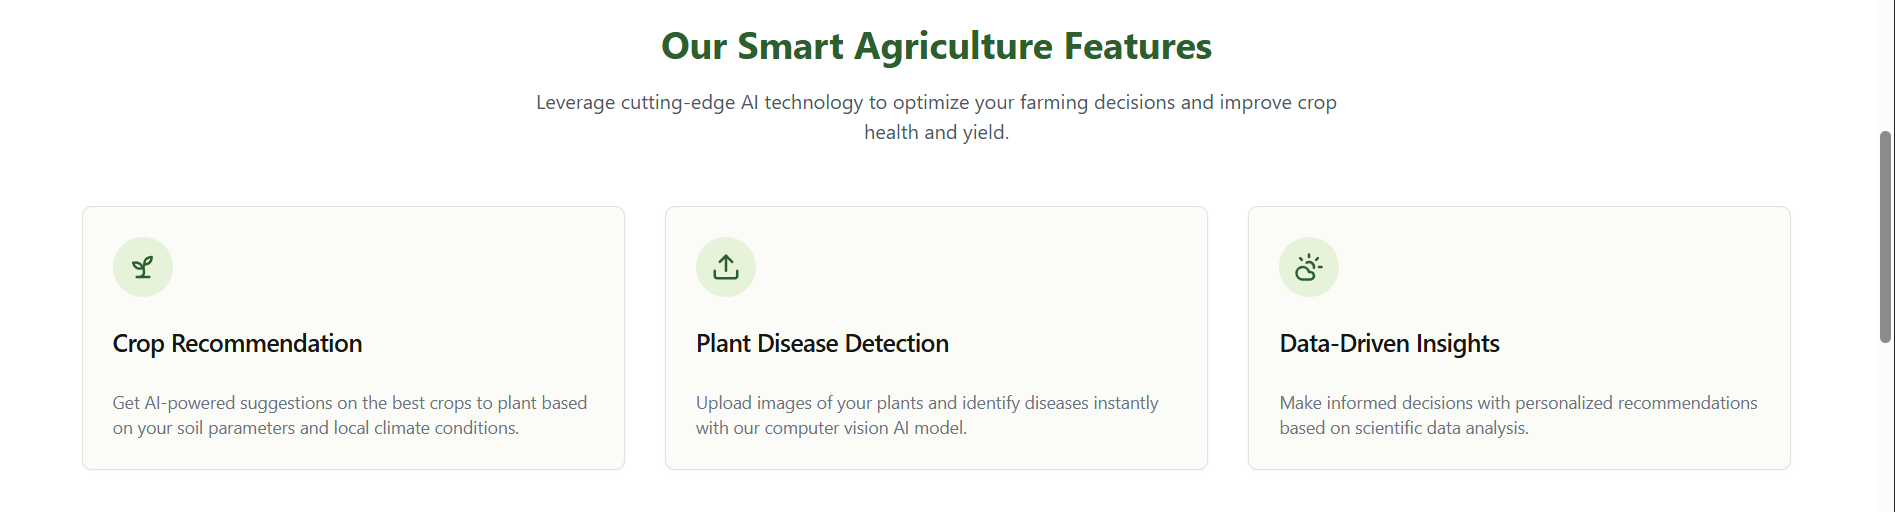 Our Smart Agriculture Features
Leverage cutting-edge AI technology to optimize your farming decisions and improve crop
health and yield.
Crop Recommendation
Get AI-powered suggestions on the best crops to plant based
on your soil parameters and local climate conditions.
Plant Disease Detection
Upload images of your plants and identify diseases instantly
with our computer vision AI model.
Data-Driven Insights
Make informed decisions with personalized recommendations
based on scientific data analysis.